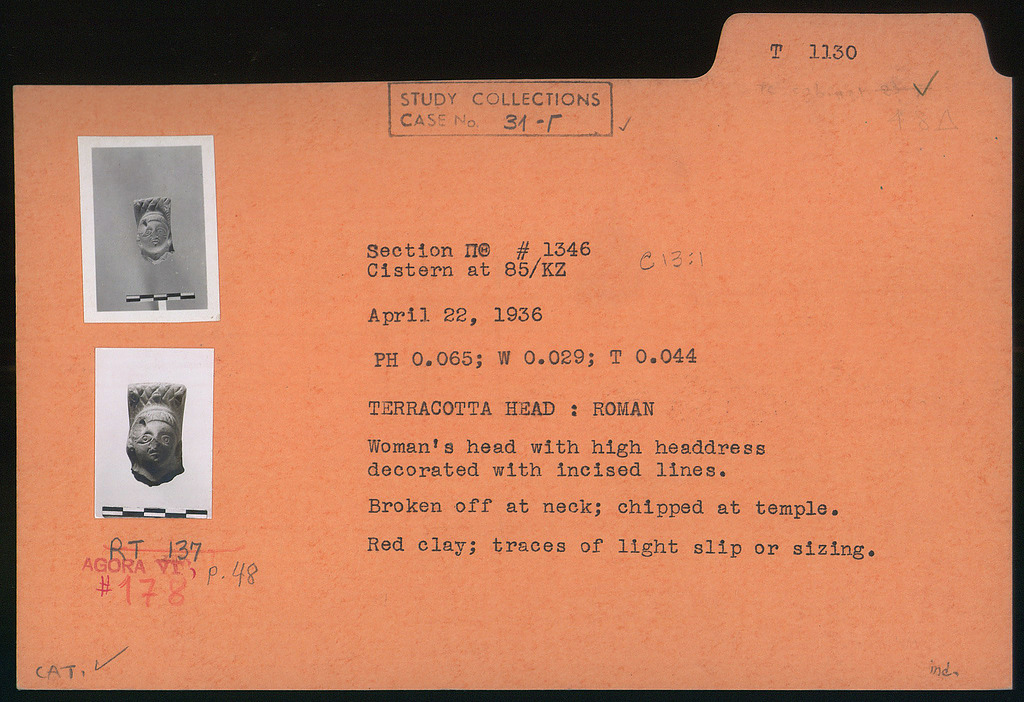 T 1130
STUDY COLLECTIONS
CASE No. 31-Γ
Section ΠΘ # 1346
C 13:1
Cistern at 85/ΚΖ
April 22, 1936
PH 0.065; W 0.029; T 0.044
TERRACOTTA HEAD : ROMAN
Woman's head with high headdress
decorated with incised lines.
Broken off at neck; chipped at temple.
Red clay; traces of light slip or sizing.
RT 137
AGORA VI, p. 48
# 178
CAT.
ind.